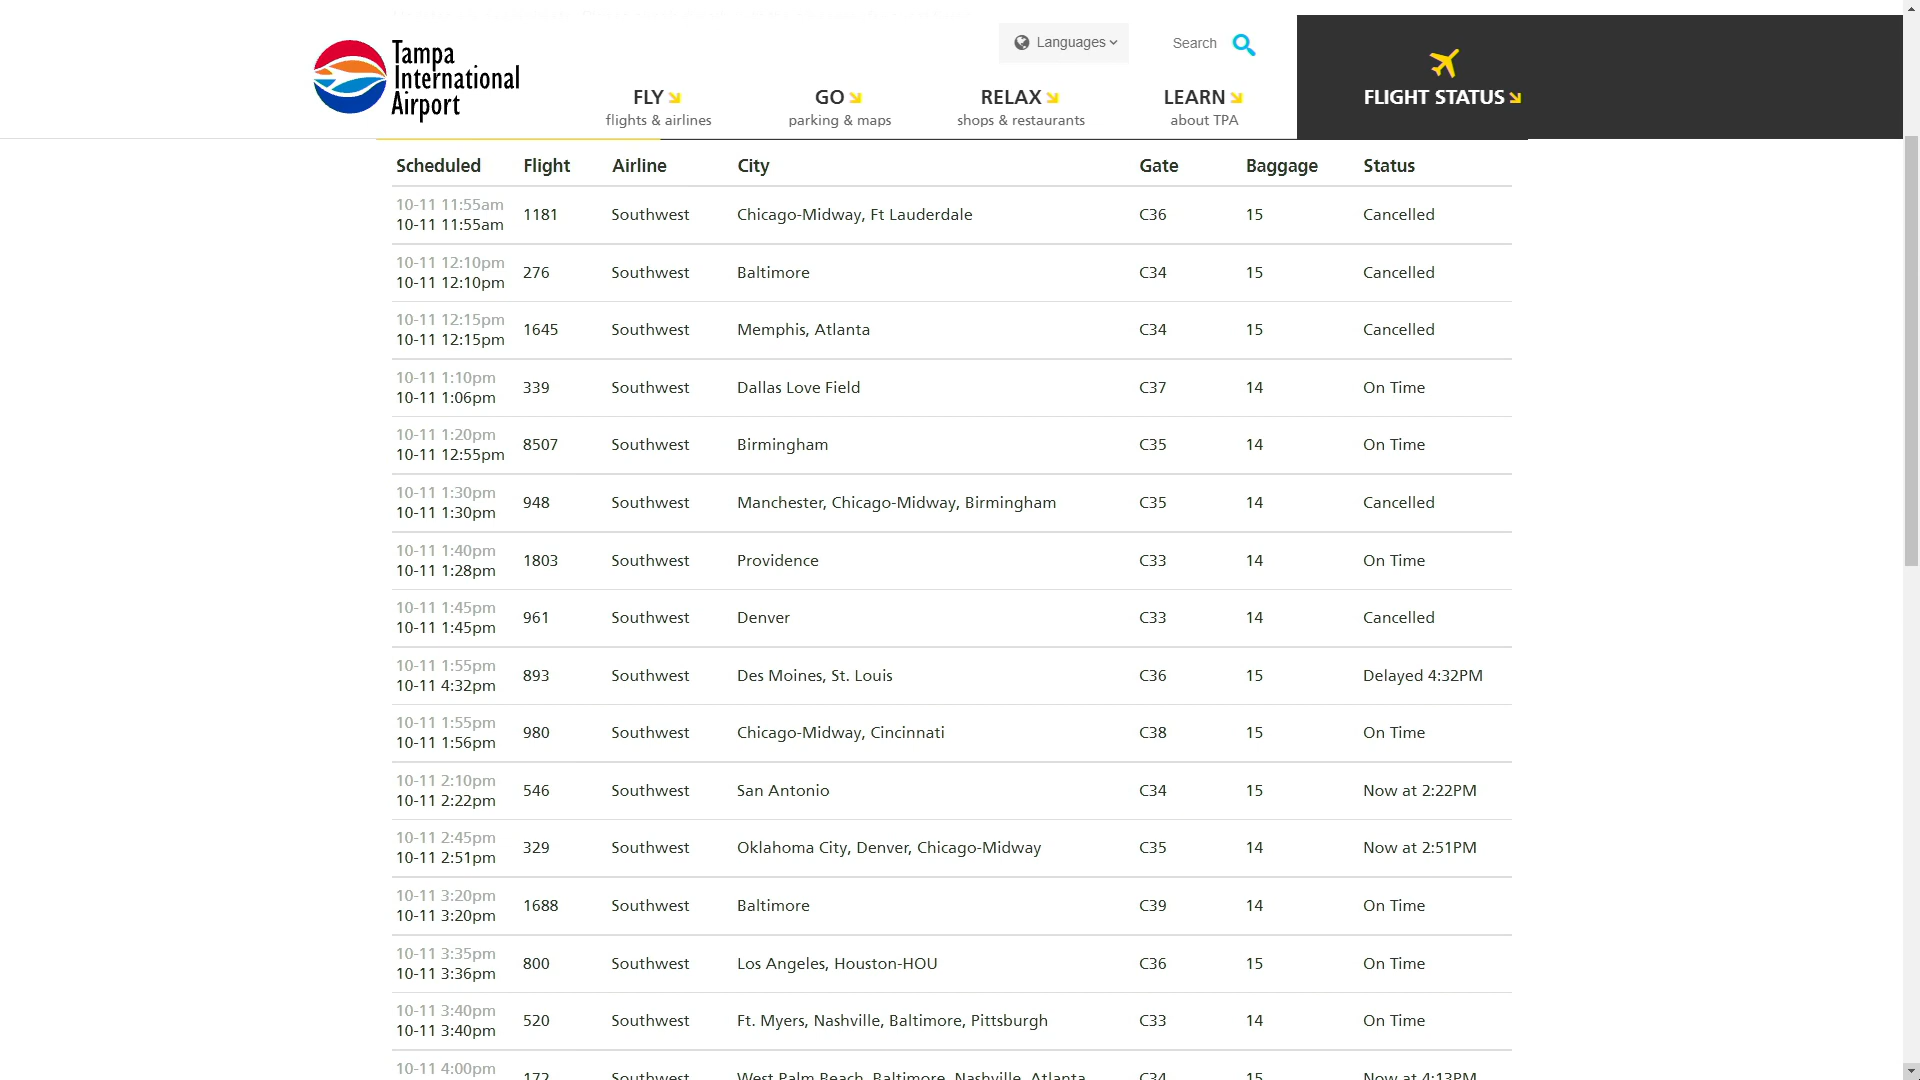 Tampa
International
Airport
Languages
Search
FLY
flights & airlines
GO
parking & maps
RELAX
shops & restaurants
LEARN
about TPA
FLIGHT STATUS
Scheduled Flight Airline City Gate Baggage Status
10-11 11:55am
10-11 11:55am 1181 Southwest Chicago-Midway, Ft Lauderdale C36 15 Cancelled
10-11 12:10pm
10-11 12:10pm 276 Southwest Baltimore C34 15 Cancelled
10-11 12:15pm
10-11 12:15pm 1645 Southwest Memphis, Atlanta C34 15 Cancelled
10-11 1:10pm
10-11 1:06pm 339 Southwest Dallas Love Field C37 14 On Time
10-11 1:20pm
10-11 12:55pm 8507 Southwest Birmingham C35 14 On Time
10-11 1:30pm
10-11 1:30pm 948 Southwest Manchester, Chicago-Midway, Birmingham C35 14 Cancelled
10-11 1:40pm
10-11 1:28pm 1803 Southwest Providence C33 14 On Time
10-11 1:45pm
10-11 1:45pm 961 Southwest Denver C33 14 Cancelled
10-11 1:55pm
10-11 4:32pm 893 Southwest Des Moines, St. Louis C36 15 Delayed 4:32PM
10-11 1:55pm
10-11 1:56pm 980 Southwest Chicago-Midway, Cincinnati C38 15 On Time
10-11 2:10pm
10-11 2:22pm 546 Southwest San Antonio C34 15 Now at 2:22PM
10-11 2:45pm
10-11 2:51pm 329 Southwest Oklahoma City, Denver, Chicago-Midway C35 14 Now at 2:51PM
10-11 3:20pm
10-11 3:20pm 1688 Southwest Baltimore C39 14 On Time
10-11 3:35pm
10-11 3:36pm 800 Southwest Los Angeles, Houston-HOU C36 15 On Time
10-11 3:40pm
10-11 3:40pm 520 Southwest Ft. Myers, Nashville, Baltimore, Pittsburgh C33 14 On Time
10-11 4:00pm
172 Southwest West Palm Beach, Baltimore, Nashville, Atlanta C34 15 Now at 4:13PM